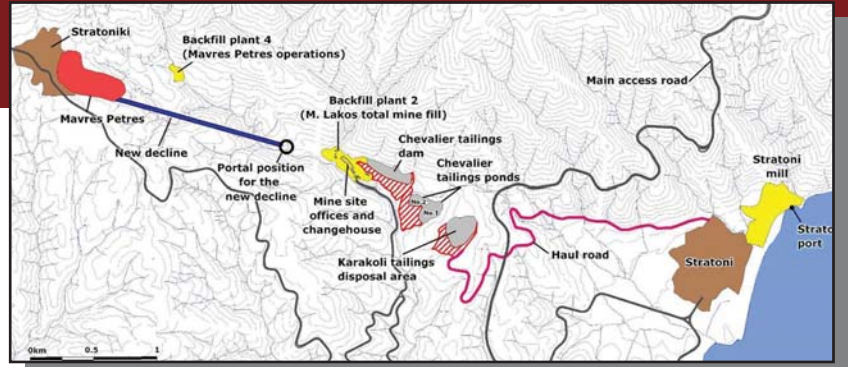 Stratoniki
Backfill plant 4
(Mavres Petres operations)
Main access road
Backfill plant 2
(M. Lakos total mine fill)
Mavres Petres
Chevalier tailings
dam
New decline
Chevalier
tailings ponds
Stratoni
mill
Portal position
for the
new decline
Mine site
offices and
changehouse
No.2
No.1
Strato
port
Karakoli tailings
disposal area
Haul road
Stratoni
0km 0.5 1